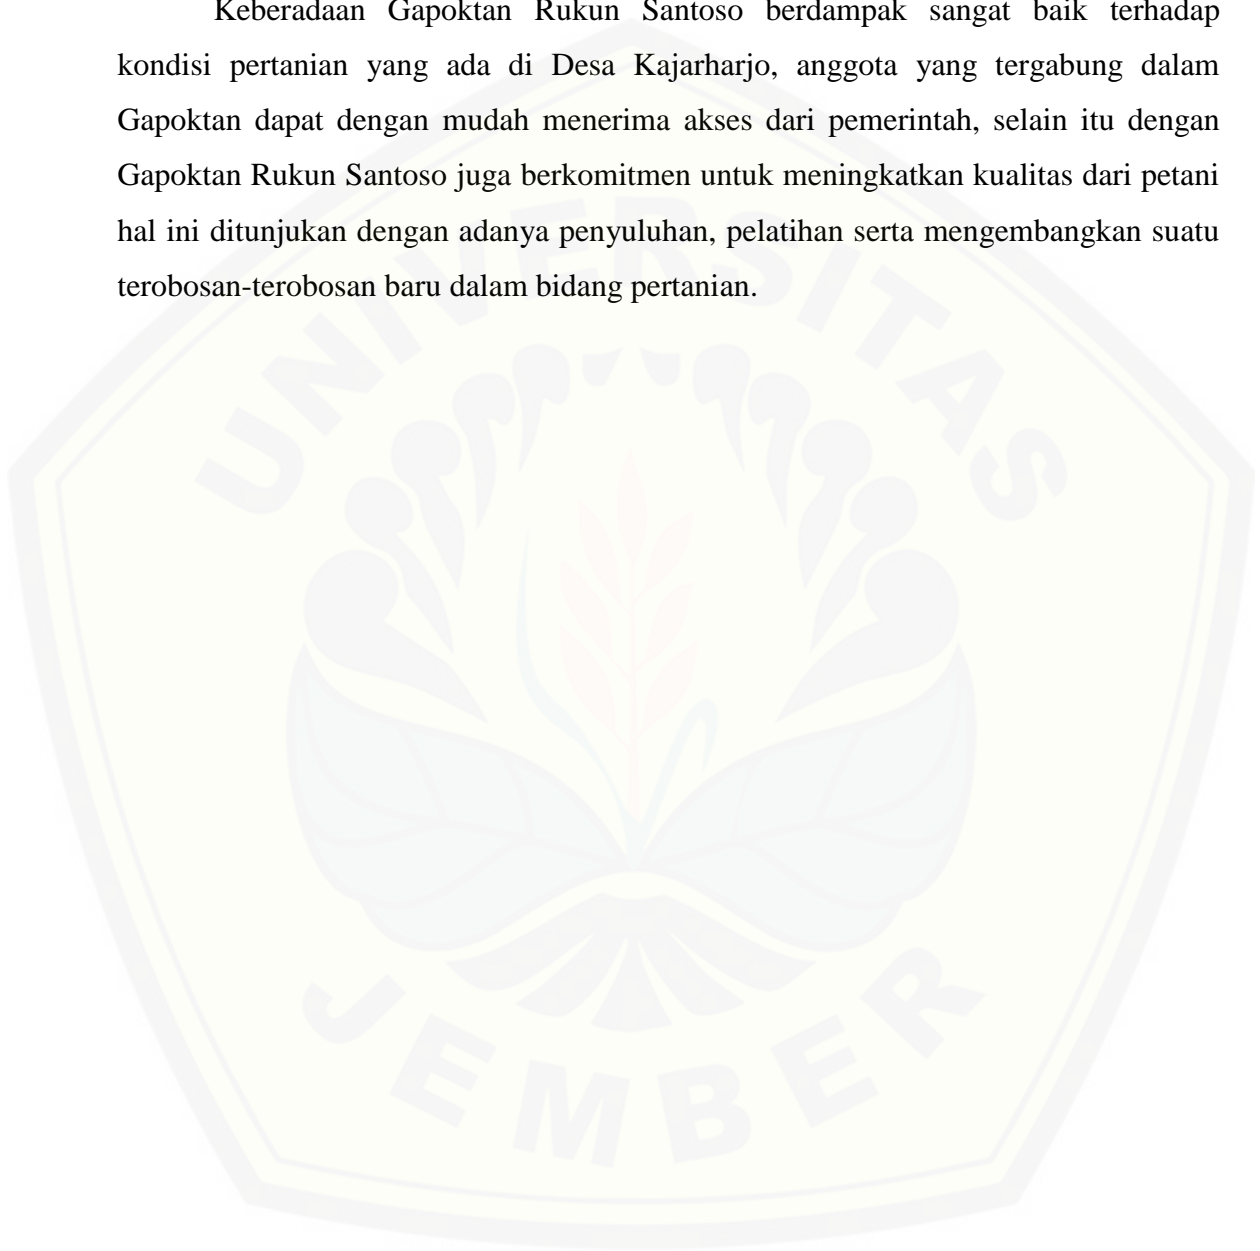 Keberadaan Gapoktan Rukun Santoso berdampak sangat baik terhadap
kondisi pertanian yang ada di Desa Kajarharjo, anggota yang tergabung dalam
Gapoktan dapat dengan mudah menerima akses dari pemerintah, selain itu dengan
Gapoktan Rukun Santoso juga berkomitmen untuk meningkatkan kualitas dari petani
hal ini ditunjukan dengan adanya penyuluhan, pelatihan serta mengembangkan suatu
terobosan-terobosan baru dalam bidang pertanian.
UNIVERSITAS
JEMBER